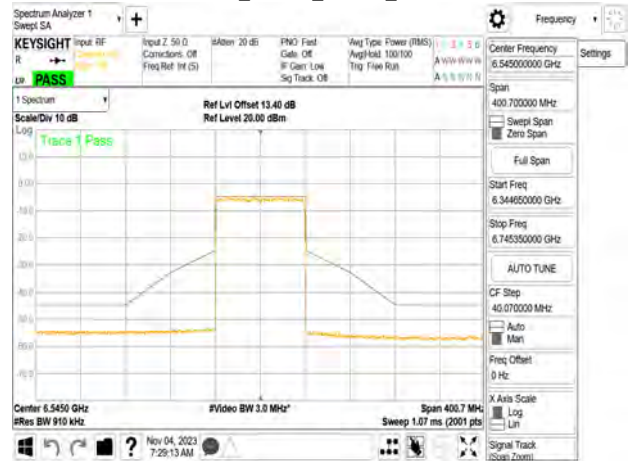 Spectrum Analyzer 1
Swept SA
+
Frequency
KEYSIGHT
Input: RF
Input Z: 50 Ω
#Atten: 20 dB
PNO: Fast
Avg Type: Power (RMS)
R
Corrections: Off
Gate: Off
Avg|Hold: 100/100
Freq Ref: Int (S)
IF Gain: Low
Trig: Free Run
Sig Track: Off
PASS
1 Spectrum
Scale/Div 10 dB
Ref Lvl Offset 13.40 dB
Ref Level 20.00 dBm
Log
Trace 1 Pass
Center 6.5450 GHz
#Video BW 3.0 MHz*
Span 400.7 MHz
#Res BW 910 kHz
Sweep 1.07 ms (2001 pts)
Nov 04, 2023
7:29:13 AM
Settings
Center Frequency
6.545000000 GHz
Span
400.700000 MHz
Swept Span
Zero Span
Full Span
Start Freq
6.344650000 GHz
Stop Freq
6.745350000 GHz
AUTO TUNE
CF Step
40.070000 MHz
Auto
Man
Freq Offset
0 Hz
X Axis Scale
Log
Lin
Signal Track
(Span Zoom)